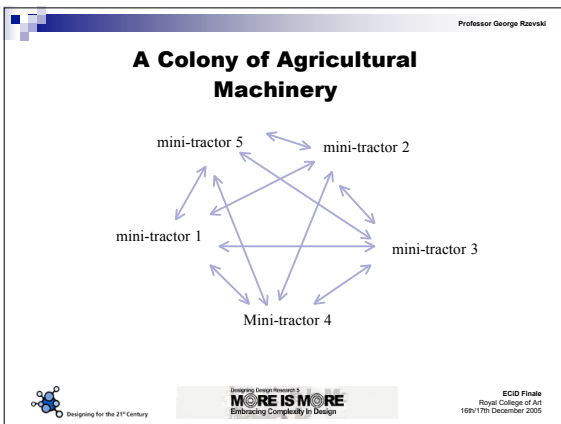 Professor George Rzevski
A Colony of Agricultural
Machinery
mini-tractor 5
mini-tractor 2
mini-tractor 1
mini-tractor 3
Mini-tractor 4
Designing for the 21st Century
Designing Design Research 5
MORE IS MORE
Embracing Complexity In Design
ECiD Finale
Royal College of Art
16th/17th December 2005